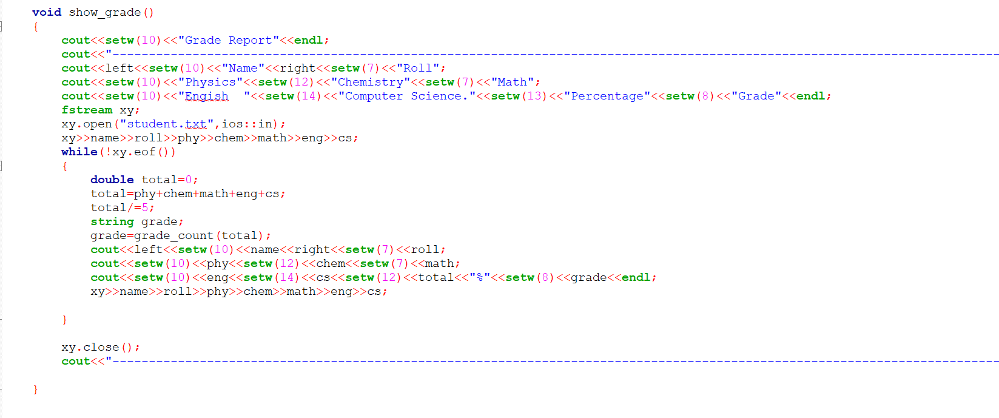 void show_grade()
{
cout<<setw(10)<<"Grade Report"<<endl;
cout<<"--------------------------------------------------------------------------------------------------------------------------
cout<<left<<setw(10)<<"Name"<<right<<setw(7)<<"Roll";
cout<<setw(10)<<"Physics"<<setw(12)<<"Chemistry"<<setw(7)<<"Math";
cout<<setw(10)<<"Engish  "<<setw(14)<<"Computer Science."<<setw(13)<<"Percentage"<<setw(8)<<"Grade"<<endl;
fstream xy;
xy.open("student.txt",ios::in);
xy>>name>>roll>>phy>>chem>>math>>eng>>cs;
while(!xy.eof())
{
double total=0;
total=phy+chem+math+eng+cs;
total/=5;
string grade;
grade=grade_count(total);
cout<<left<<setw(10)<<name<<right<<setw(7)<<roll;
cout<<setw(10)<<phy<<setw(12)<<chem<<setw(7)<<math;
cout<<setw(10)<<eng<<setw(14)<<cs<<setw(12)<<total<<"%"<<setw(8)<<grade<<endl;
xy>>name>>roll>>phy>>chem>>math>>eng>>cs;
}
xy.close();
cout<<"--------------------------------------------------------------------------------------------------------------------------
}